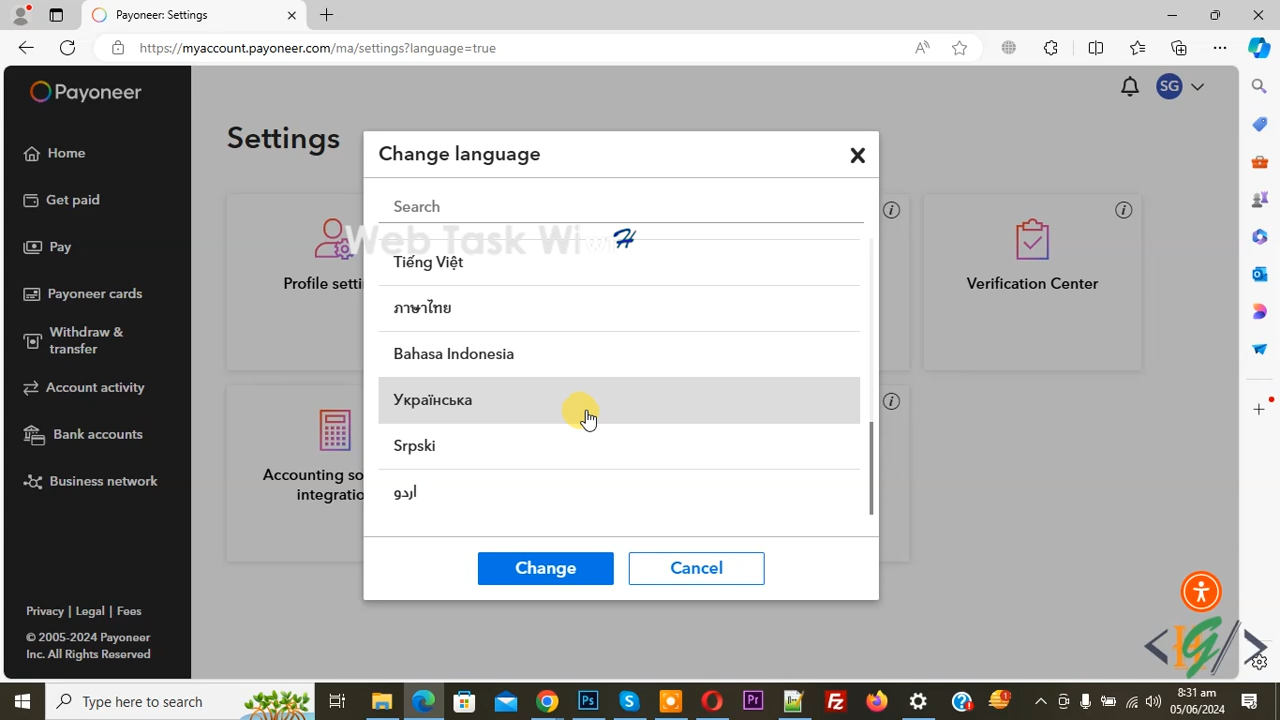 Payoneer: Settings
https://myaccount.payoneer.com/ma/settings?language=true
Payoneer
SG
Home
Get paid
Pay
Payoneer cards
Withdraw &
transfer
Account activity
Bank accounts
Business network
Privacy | Legal | Fees
© 2005-2024 Payoneer
Inc. All Rights Reserved
Settings
Profile setti
Verification Center
Accounting so
integratio
Change language
Search
Web Task Wi
Tiếng Việt
ภาษาไทย
Bahasa Indonesia
Українська
Srpski
اردو
Change
Cancel
Type here to search
8:31 am
05/06/2024